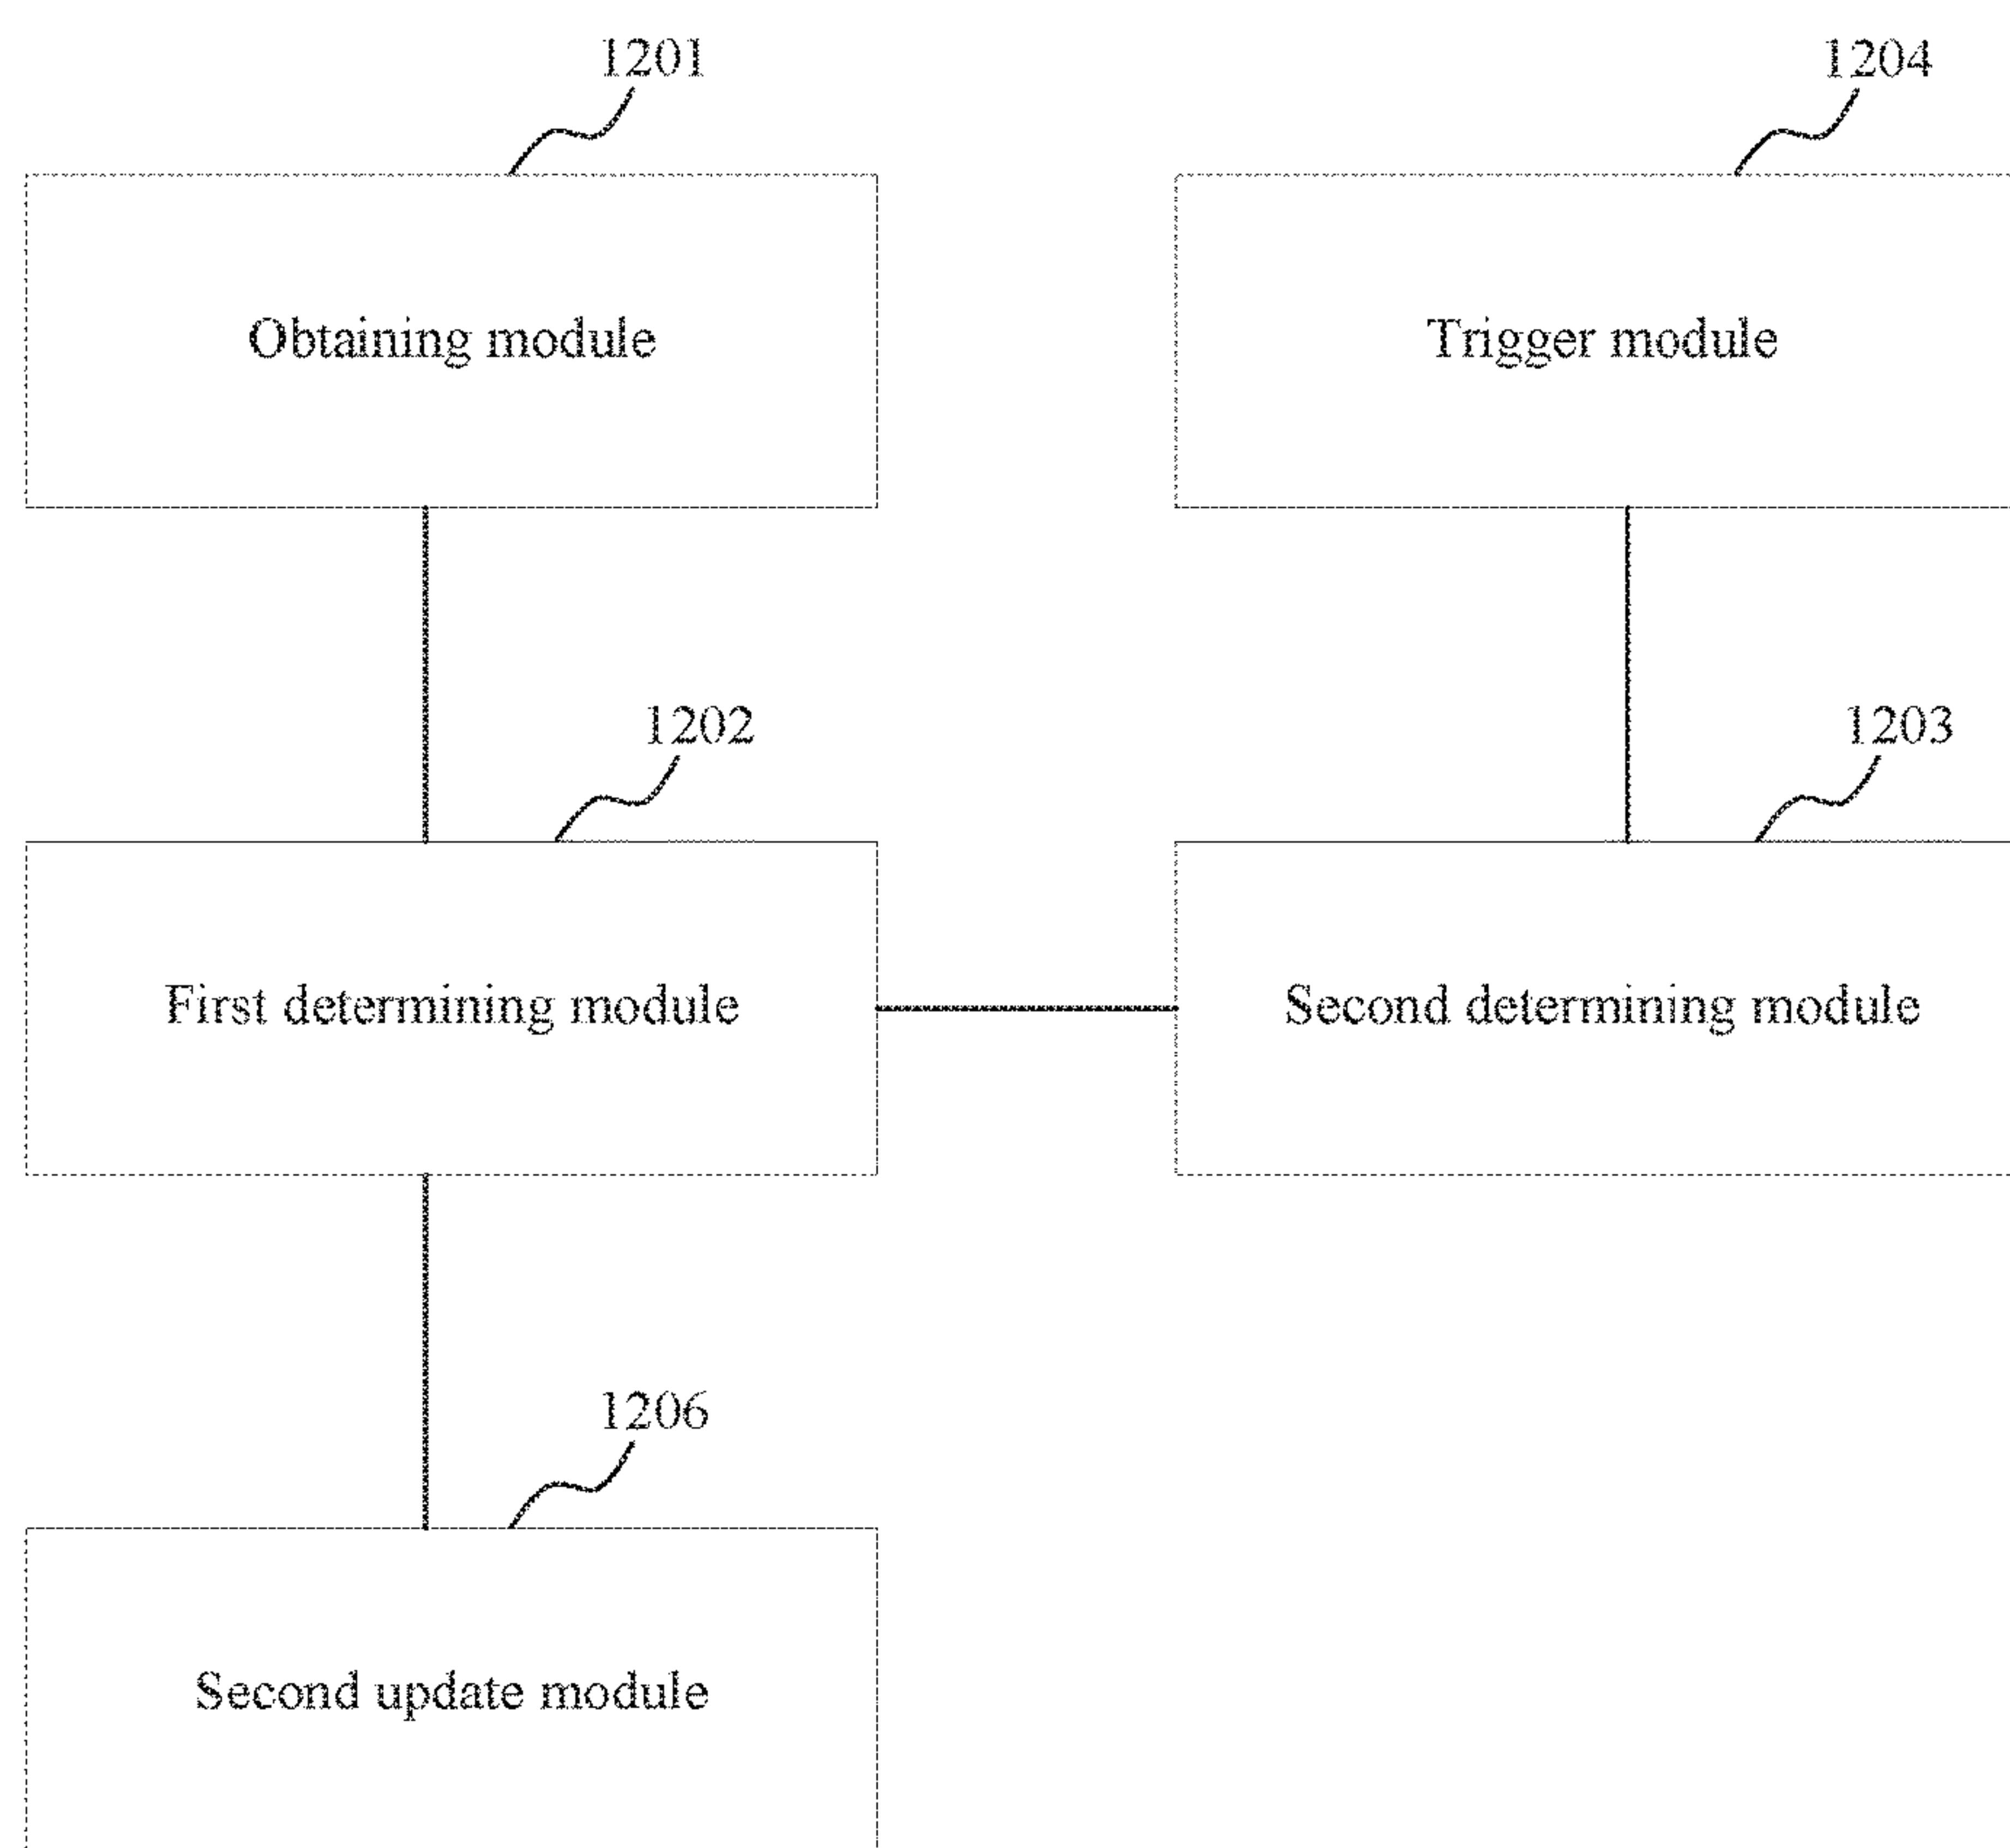 1201
1204
Obtaining module
Trigger module
1202
1203
First determining module
Second determining module
1206
Second update module